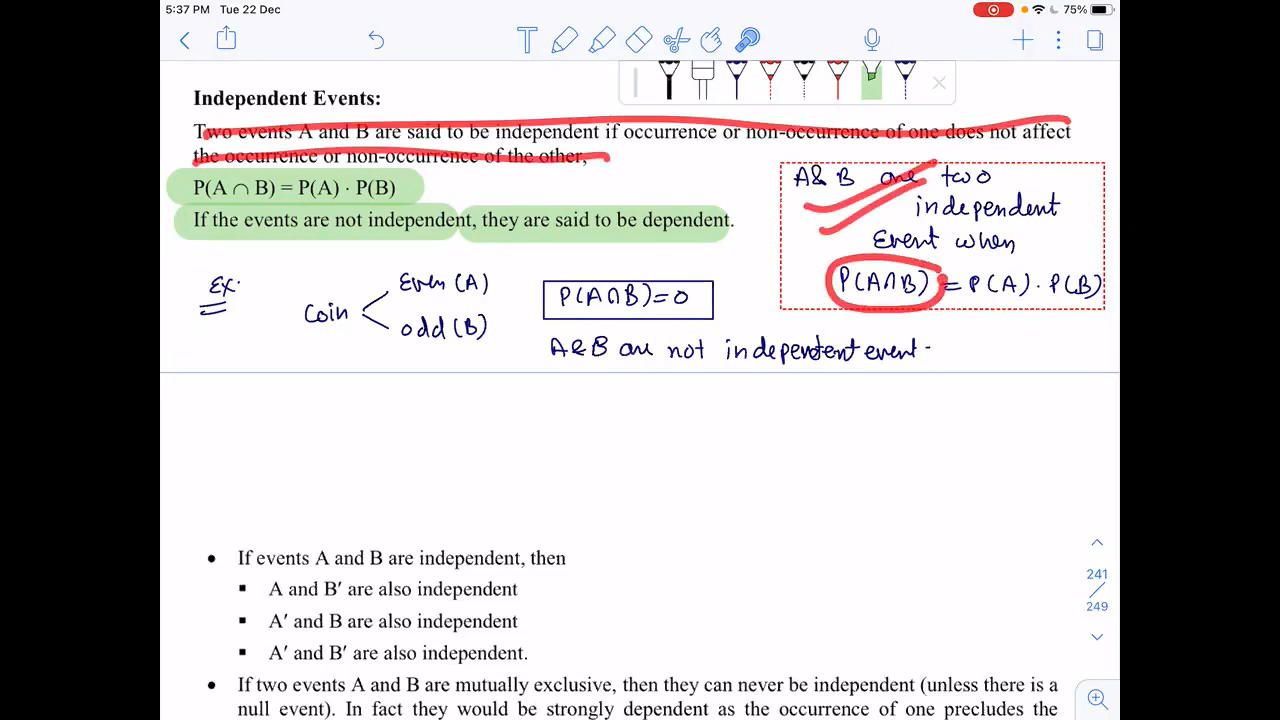 5:37 PM Tue 22 Dec
75%
T
Independent Events:
Two events A and B are said to be independent if occurrence or non-occurrence of one does not affect
the occurrence or non-occurrence of the other,
P(A ∩ B) = P(A) · P(B)
If the events are not independent, they are said to be dependent.
A & B are two
independent
Event when
P(A∩B) = P(A) · P(B)
Ex:
Coin
Even (A)
odd (B)
P(A∩B) = 0
A & B are not independent event.
241
249
• If events A and B are independent, then
▪ A and B′ are also independent
▪ A′ and B are also independent
▪ A′ and B′ are also independent.
• If two events A and B are mutually exclusive, then they can never be independent (unless there is a
null event). In fact they would be strongly dependent as the occurrence of one precludes the